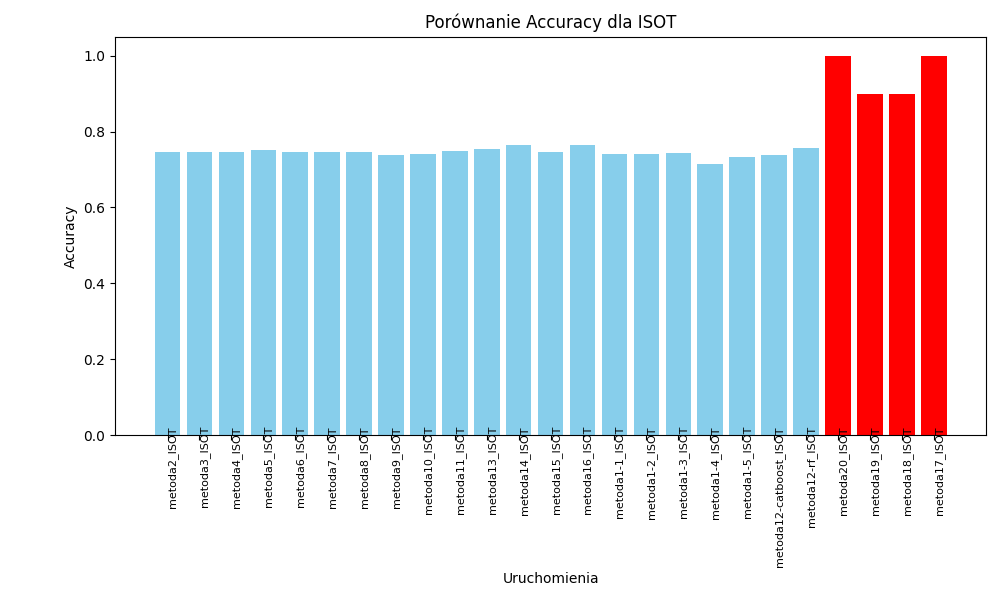 Porównanie Accuracy dla ISOT
Accuracy
1.0
0.8
0.6
0.4
0.2
0.0
metoda2_ISOT
metoda3_ISOT
metoda4_ISOT
metoda5_ISOT
metoda6_ISOT
metoda7_ISOT
metoda8_ISOT
metoda9_ISOT
metoda10_ISOT
metoda11_ISOT
metoda13_ISOT
metoda14_ISOT
metoda15_ISOT
metoda16_ISOT
metoda1-1_ISOT
metoda1-2_ISOT
metoda1-3_ISOT
metoda1-4_ISOT
metoda1-5_ISOT
metoda12-catboost_ISOT
metoda12-rf_ISOT
metoda20_ISOT
metoda19_ISOT
metoda18_ISOT
metoda17_ISOT
Uruchomienia